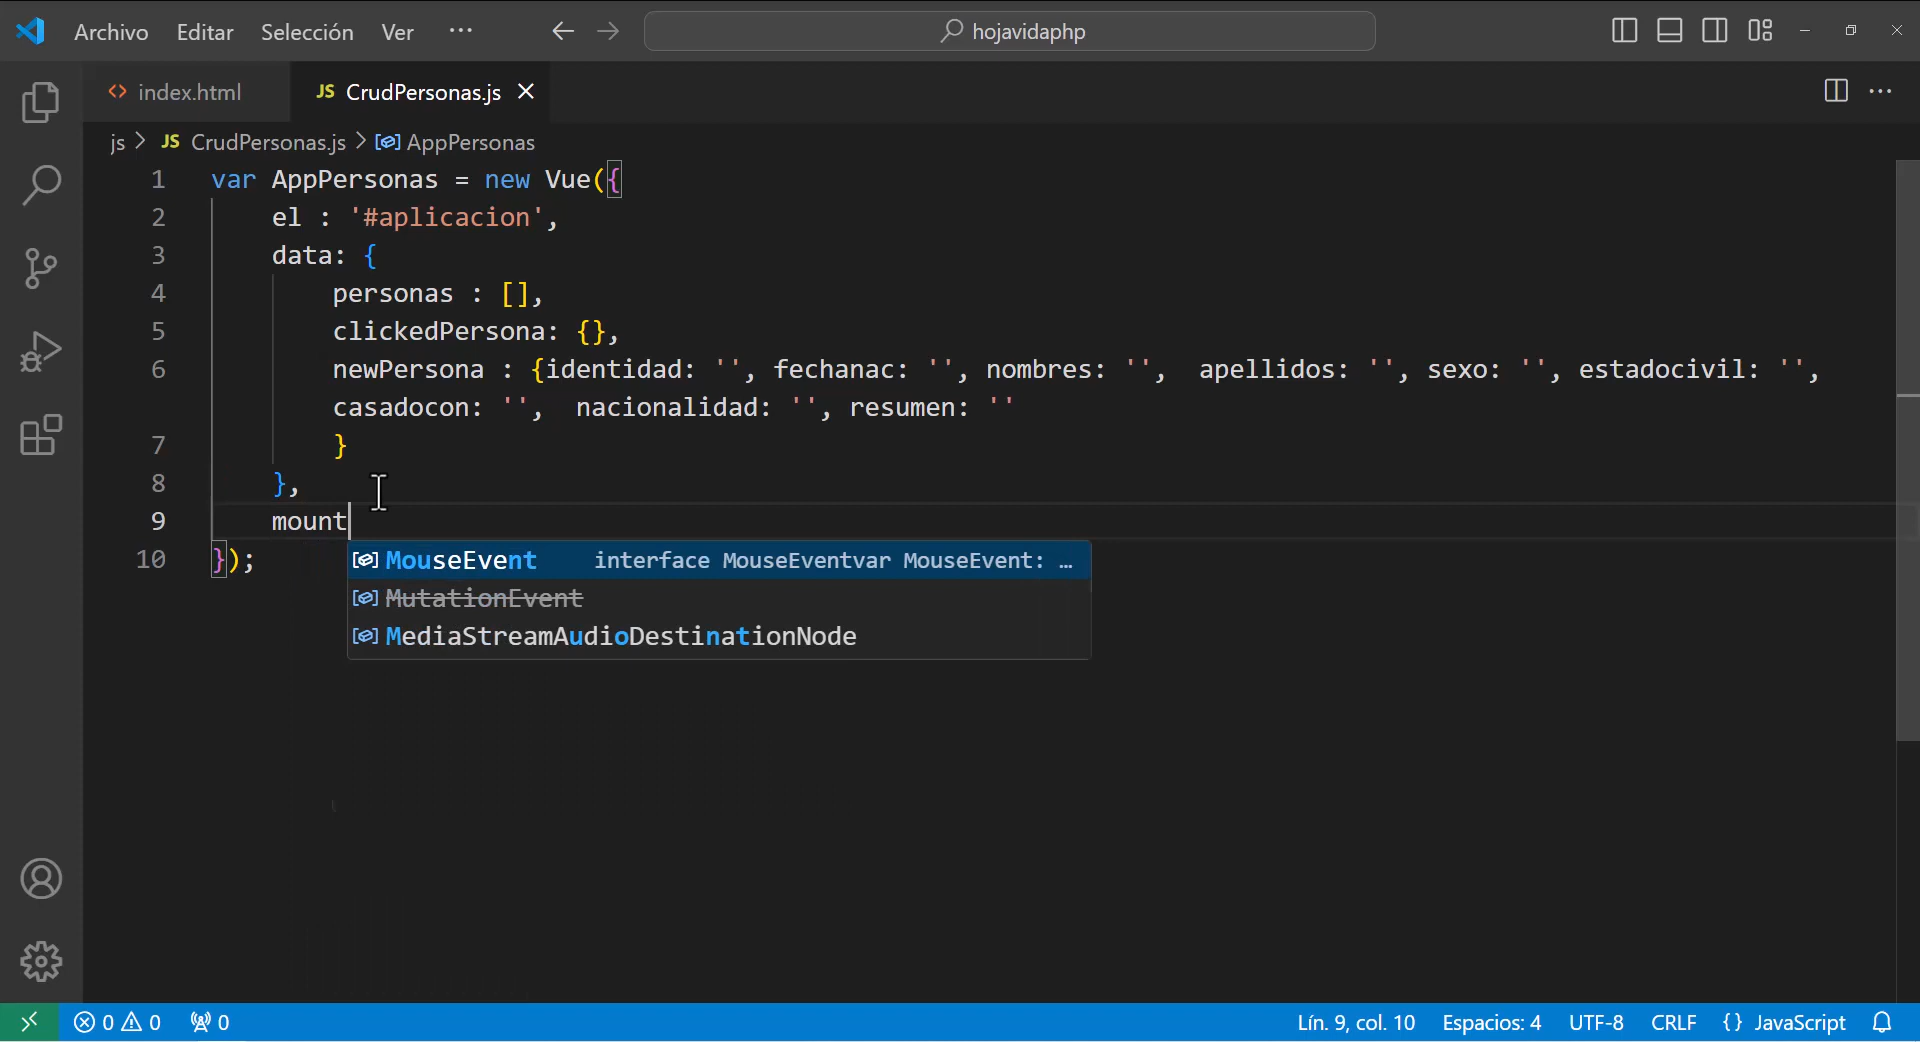 Archivo Editar Selección Ver ··· hojavidaphp
index.html JS CrudPersonas.js
js > JS CrudPersonas.js > AppPersonas
1 var AppPersonas = new Vue({
2 el : '#aplicacion',
3 data: {
4 personas : [],
5 clickedPersona: {},
6 newPersona : {identidad: '', fechanac: '', nombres: '', apellidos: '', sexo: '', estadocivil: '',
casadocon: '', nacionalidad: '', resumen: ''
7 }
8 },
9 mount
10 });
MouseEvent interface MouseEventvar MouseEvent: …
MutationEvent
MediaStreamAudioDestinationNode
0 0 0 Lín. 9, col. 10 Espacios: 4 UTF-8 CRLF {} JavaScript